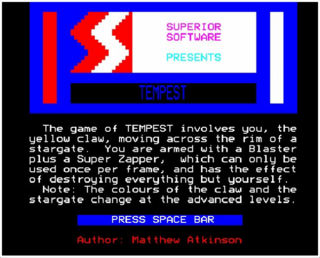 SUPERIOR
SOFTWARE
PRESENTS
TEMPEST
The game of TEMPEST involves you, the
yellow claw, moving across the rim of a
stargate. You are armed with a Blaster
plus a Super Zapper, which can only be
used once per frame, and has the effect
of destroying everything but yourself.
Note: The colours of the claw and the
stargate change at the advanced levels.
PRESS SPACE BAR
Author: Matthew Atkinson